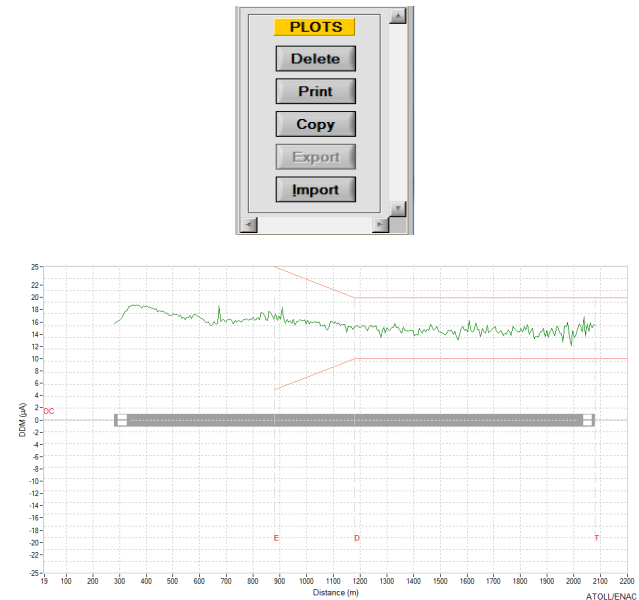 PLOTS
Delete
Print
Copy
Export
Import
25
22
20
18
16
14
12
10
8
6
4
2
0
-2
-4
-6
-8
-10
-12
-14
-16
-18
-20
-22
-25
DDM (μA)
OC
E
D
T
19 100 200 300 400 500 600 700 800 900 1000 1100 1200 1300 1400 1500 1600 1700 1800 1900 2000 2100 2200
Distance (m)
ATOLL/ENAC